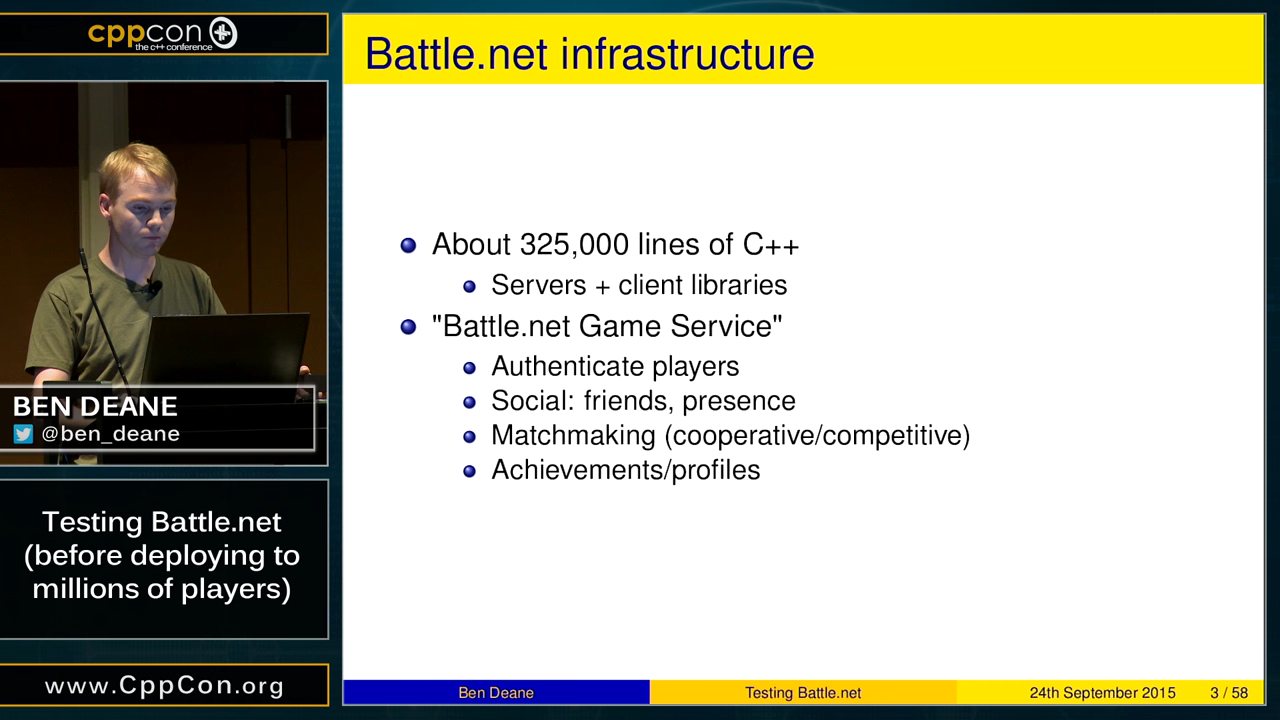 cppcon
the c++ conference
BEN DEANE
@ben_deane
Testing Battle.net
(before deploying to
millions of players)
www.CppCon.org
Battle.net infrastructure
About 325,000 lines of C++
Servers + client libraries
"Battle.net Game Service"
Authenticate players
Social: friends, presence
Matchmaking (cooperative/competitive)
Achievements/profiles
Ben Deane
Testing Battle.net
24th September 2015
3 / 58